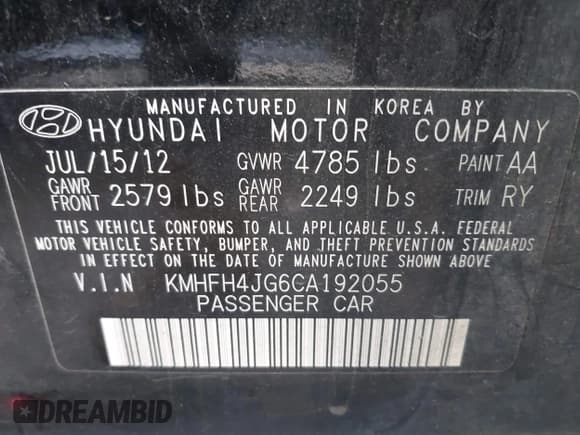 MANUFACTURED IN KOREA BY
HYUNDAI MOTOR COMPANY
JUL/15/12 GVWR 4785 lbs PAINT AA
GAWR FRONT 2579 lbs GAWR REAR 2249 lbs TRIM RY
THIS VEHICLE CONFORMS TO ALL APPLICABLE U.S.A. FEDERAL
MOTOR VEHICLE SAFETY, BUMPER, AND THEFT PREVENTION STANDARDS
IN EFFECT ON THE DATE OF MANUFACTURE SHOWN ABOVE.
V.I.N KMHFH4JG6CA192055
PASSENGER CAR
DREAMBID